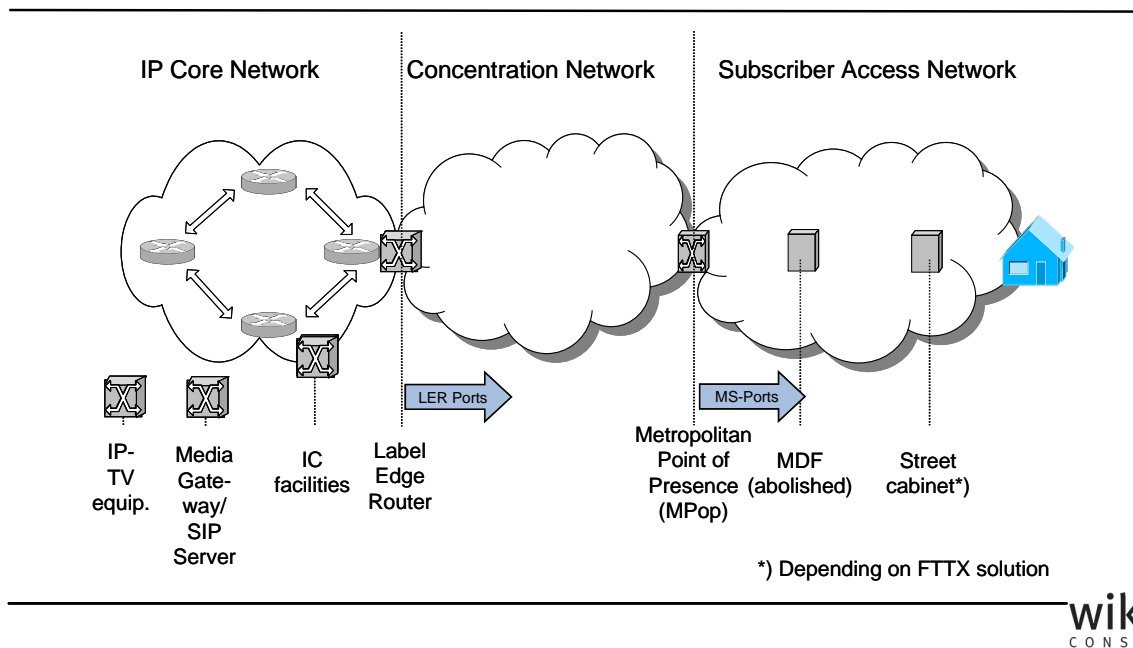 IP Core Network
Concentration Network
Subscriber Access Network
LER Ports
MS-Ports
IP-
TV
equip.
Media
Gate-
way/
SIP
Server
IC
facilities
Label
Edge
Router
Metropolitan
Point of
Presence
(MPop)
MDF
(abolished)
Street
cabinet*)
*) Depending on FTTX solution
wik
CONS